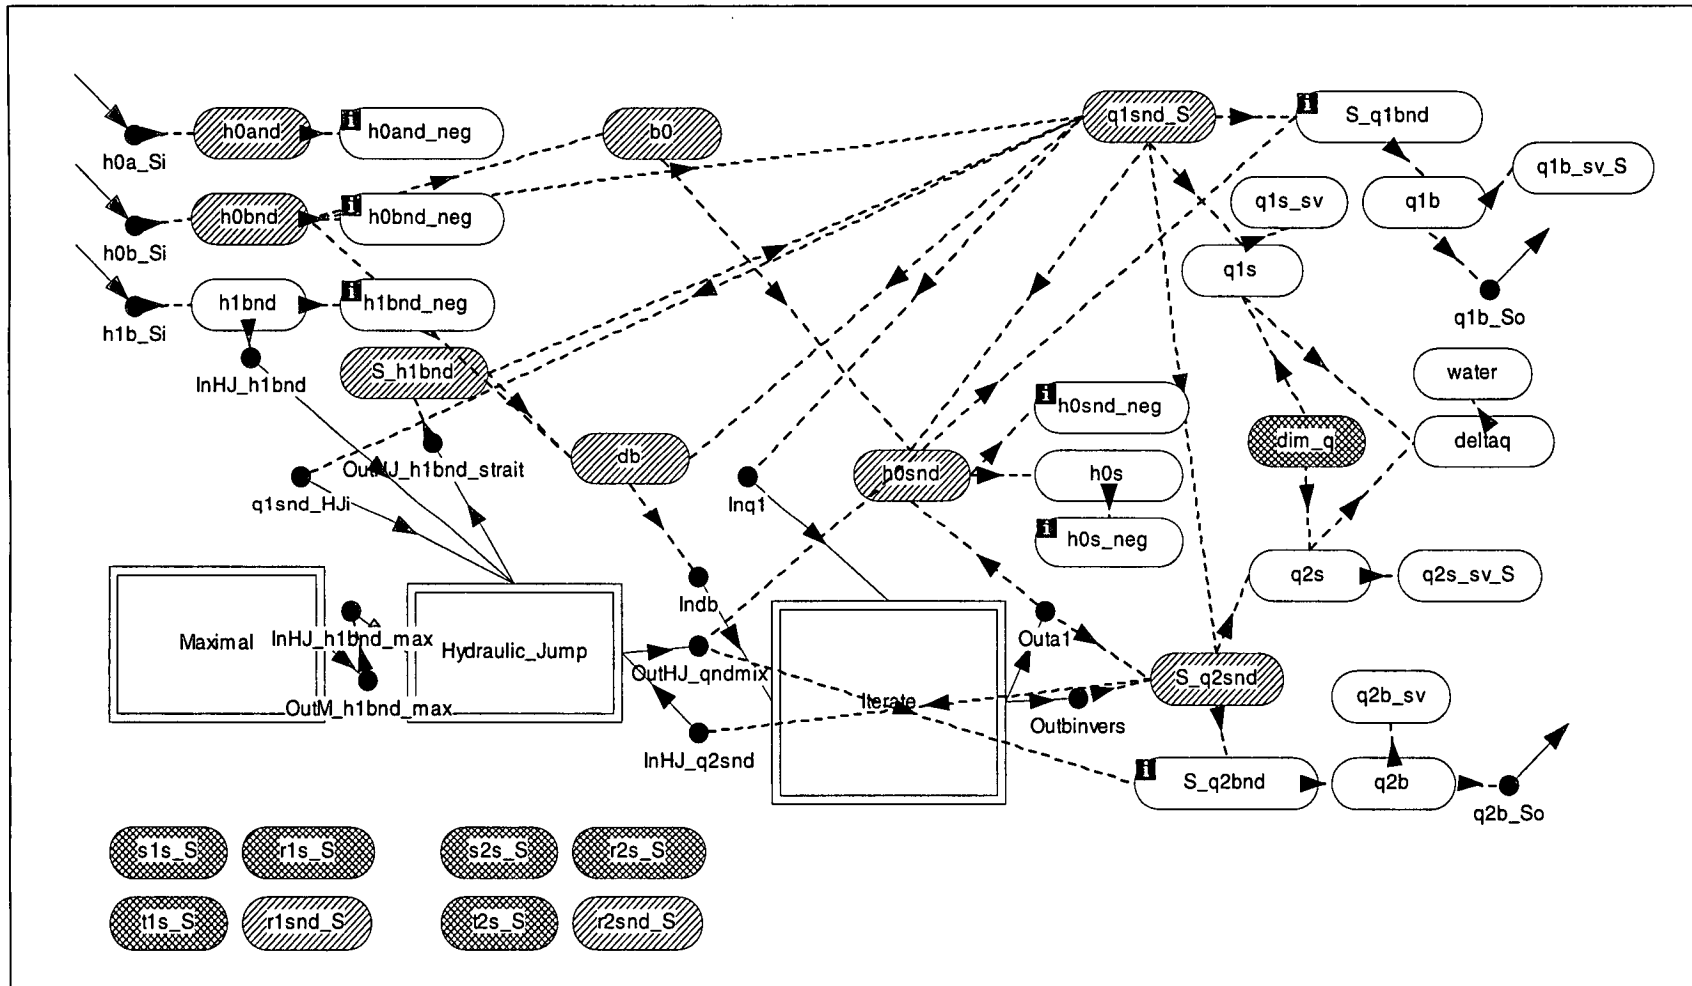 h0a_Si
h0and
i
h0and_neg
b0
q1snd_S
i
S_q1bnd
q1b_sv_S
h0b_Si
h0bnd
i
h0bnd_neg
q1s_sv
q1b
q1s
h1b_Si
h1bnd
i
h1bnd_neg
q1b_So
InHJ_h1bnd
S_h1bnd
water
i
h0snd_neg
dim_q
deltaq
OutHJ_h1bnd_strait
db
h0snd
h0s
q1snd_HJi
Inq1
i
h0s_neg
q2s
q2s_sv_S
Indb
Outa1
Maximal
InHJ_h1bnd_max
Hydraulic_Jump
OutHJ_qndmix
S_q2snd
OutM_h1bnd_max
Iterate
Outbinvers
q2b_sv
InHJ_q2snd
i
S_q2bnd
q2b
q2b_So
s1s_S
r1s_S
s2s_S
r2s_S
t1s_S
r1snd_S
t2s_S
r2snd_S